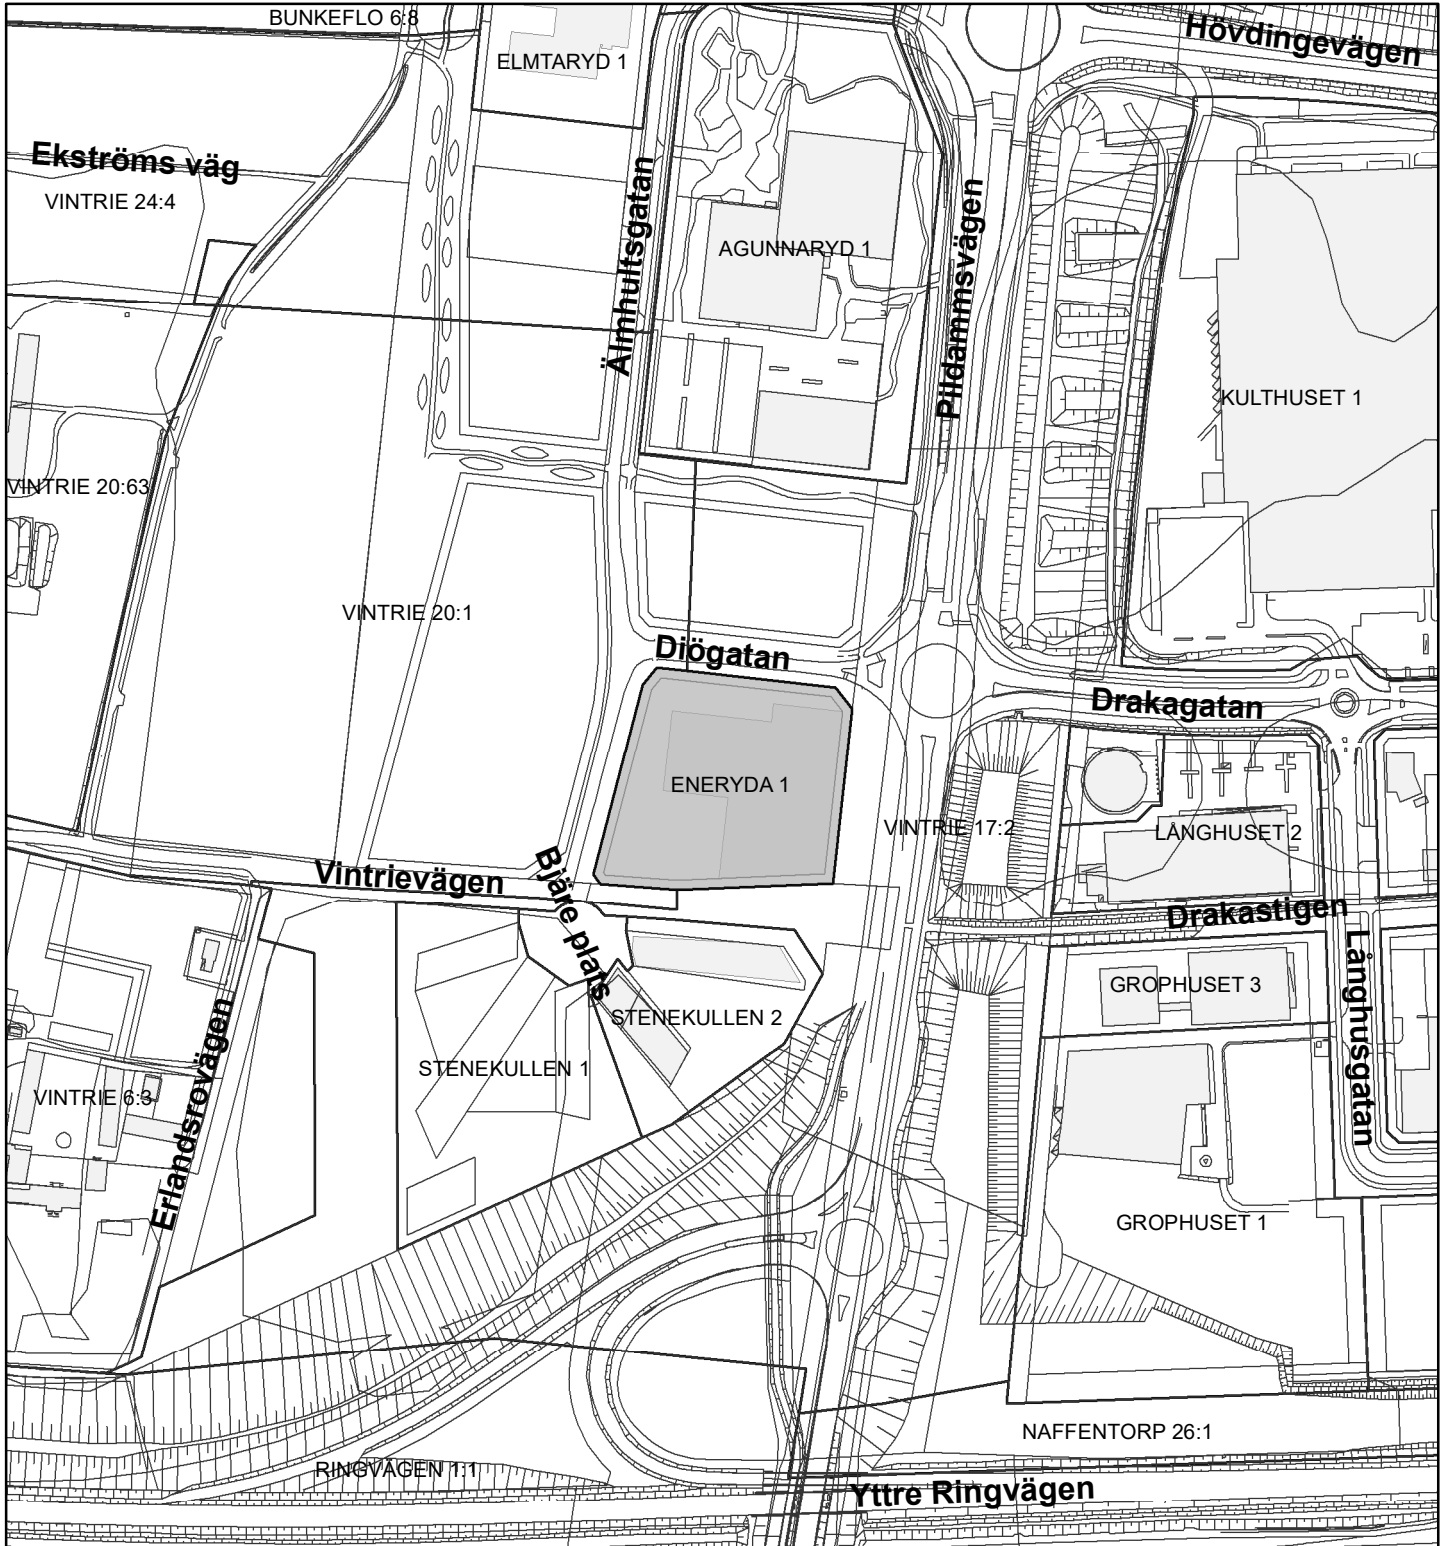 BUNKEFLO 6:8
Hövdingevägen
ELMTARYD 1
Ekströms väg
VINTRIE 24:4
Älmhultsgatan
AGUNNARYD 1
Pildammsvägen
KULTHUSET 1
VINTRIE 20:63
VINTRIE 20:1
Diögatan
Drakagatan
ENERYDA 1
VINTRIE 17:2
LÅNGHUSET 2
Vintrievägen
Bjäre plats
Drakastigen
Långhusgatan
GROPHUSET 3
STENEKULLEN 2
STENEKULLEN 1
Erlandsrovägen
VINTRIE 6:3
GROPHUSET 1
NAFFENTORP 26:1
RINGVÄGEN 1:1
Yttre Ringvägen